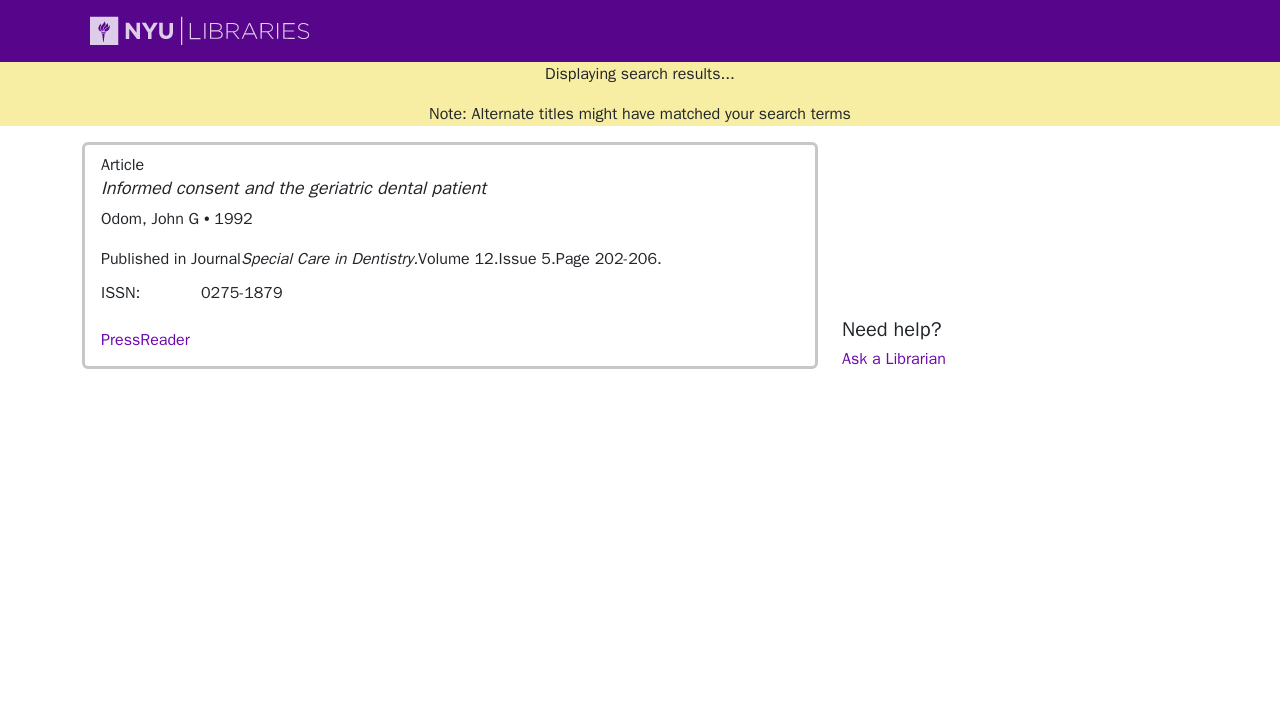 NYU LIBRARIES
Displaying search results...
Note: Alternate titles might have matched your search terms
Article
Informed consent and the geriatric dental patient
Odom, John G • 1992
Published in JournalSpecial Care in Dentistry.Volume 12.Issue 5.Page 202-206.
ISSN: 0275-1879
PressReader
Need help?
Ask a Librarian